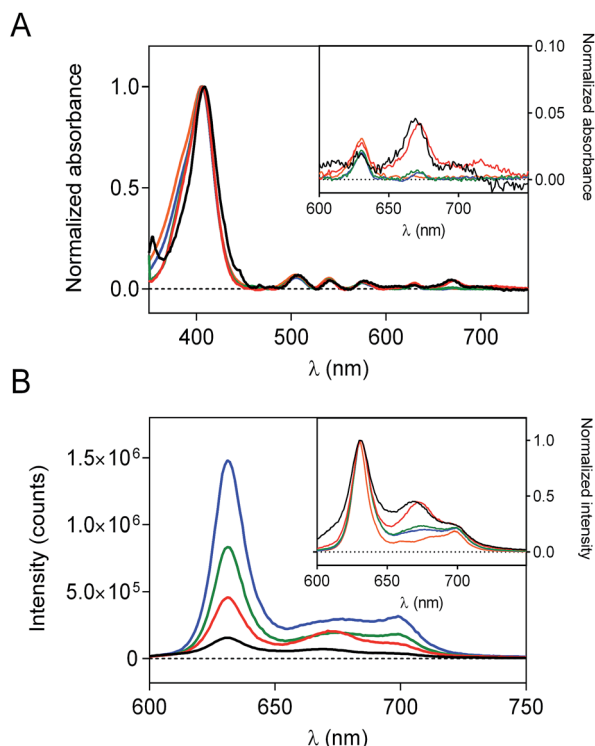 A
Normalized absorbance
1.0
0.5
0.0
400
500
600
700
λ (nm)
0.10
0.05
0.00
Normalized absorbance
600
650
700
λ (nm)
B
Intensity (counts)
1.5×10⁶
1.0×10⁶
5.0×10⁵
0
600
650
700
750
λ (nm)
1.0
0.5
0.0
Normalized intensity
600
650
700
λ (nm)